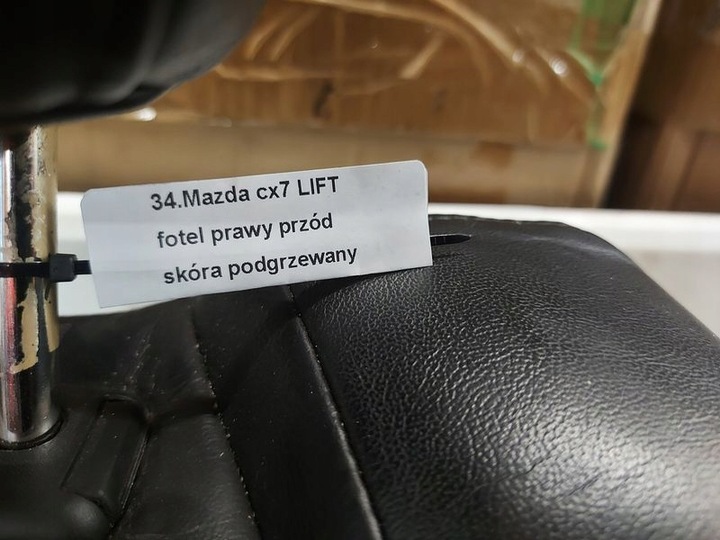 34.Mazda cx7 LIFT
fotel prawy przód
skóra podgrzewany